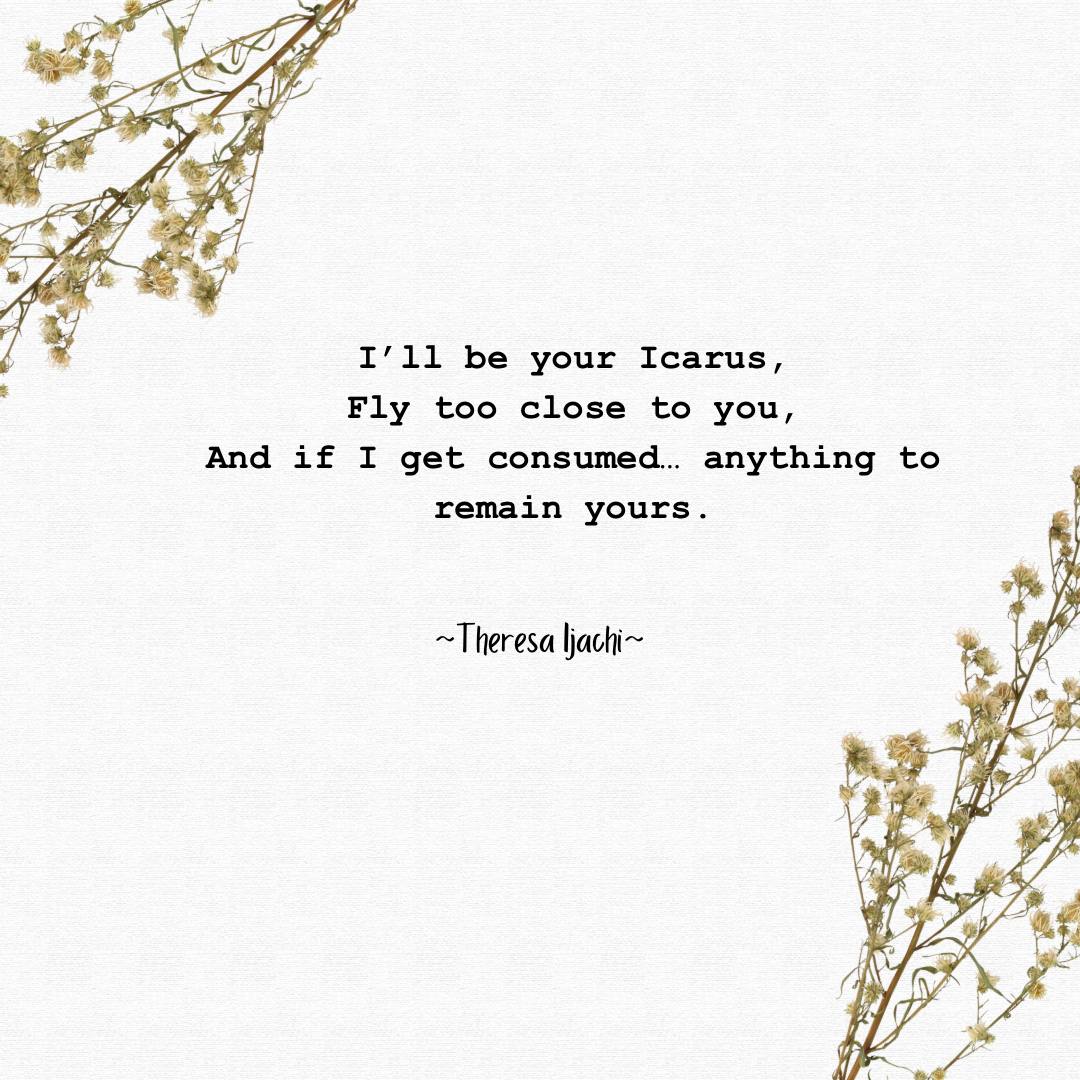 I’ll be your Icarus,
Fly too close to you,
And if I get consumed… anything to
remain yours.
~Theresa Ijachi~